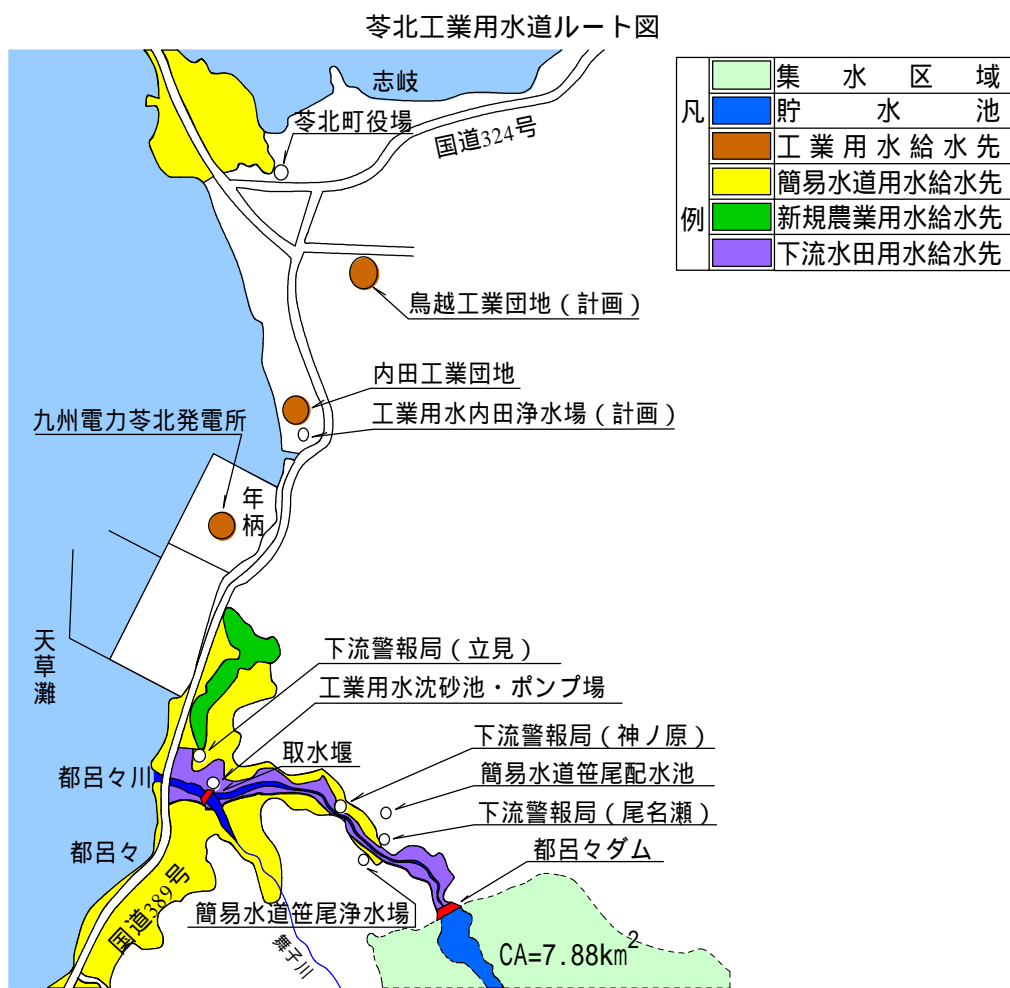 苓北工業用水道ルート図
凡例
集水区域
貯水池
工業用水給水先
簡易水道用水給水先
新規農業用水給水先
下流水田用水給水先
志岐
苓北町役場
国道324号
鳥越工業団地（計画）
内田工業団地
工業用水内田浄水場（計画）
九州電力苓北発電所
年柄
天草灘
下流警報局（立見）
工業用水沈砂池・ポンプ場
取水堰
下流警報局（神ノ原）
簡易水道笹尾配水池
下流警報局（尾名瀬）
都呂々ダム
都呂々川
都呂々
国道389号
簡易水道笹尾浄水場
舞子川
CA=7.88km²